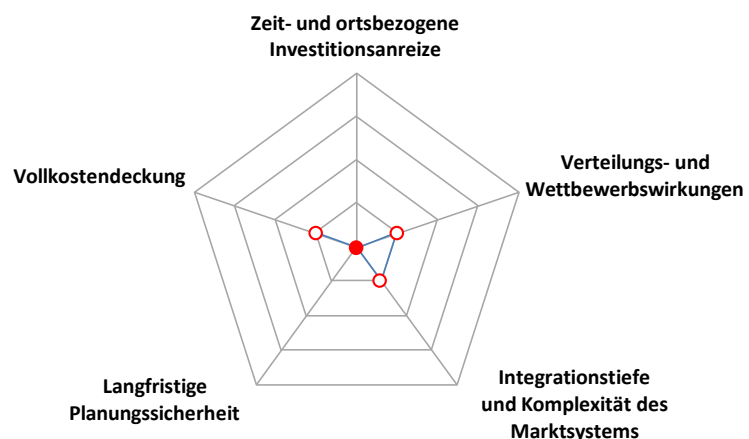 Zeit- und ortsbezogene
Investitionsanreize
Vollkostendeckung
Verteilungs- und
Wettbewerbswirkungen
Langfristige
Planungssicherheit
Integrationstiefe
und Komplexität des
Marktsystems